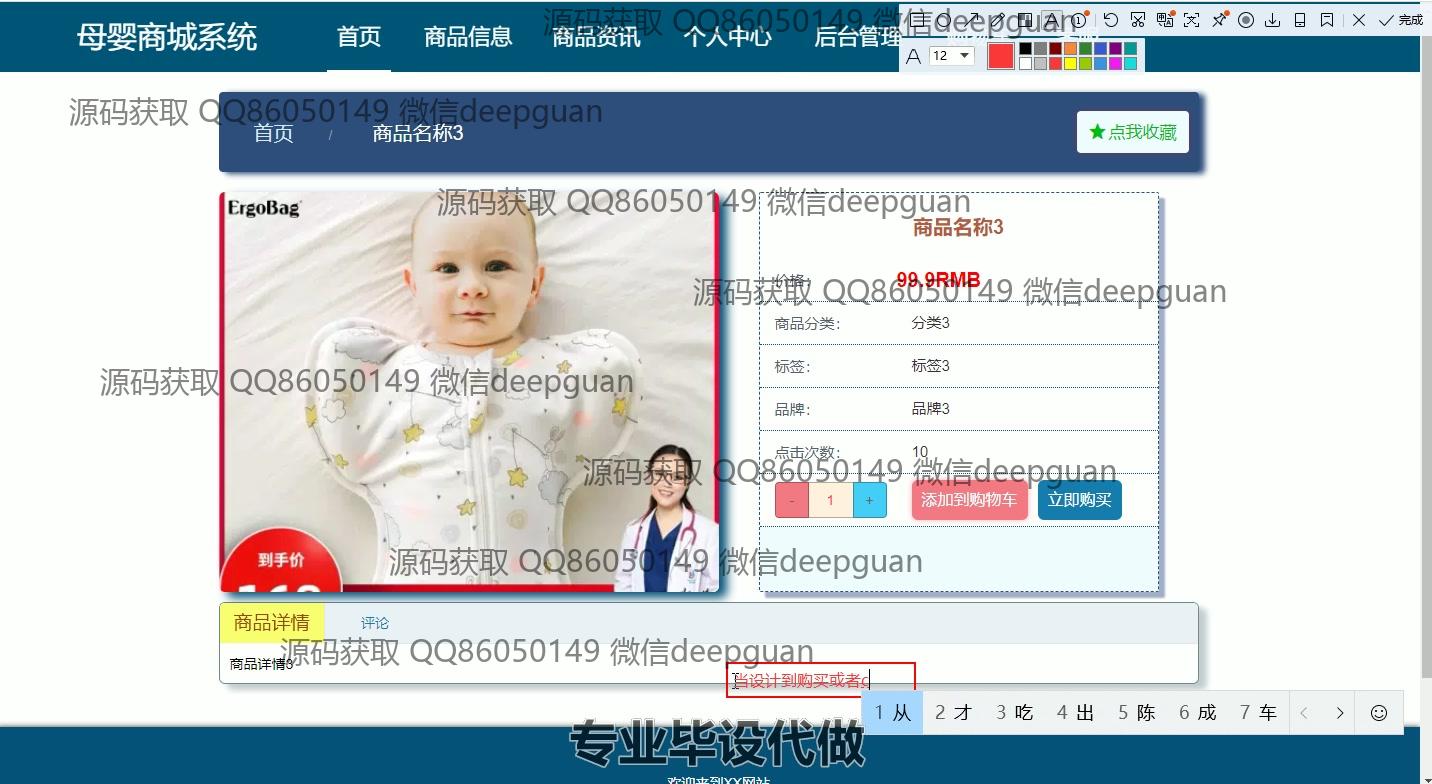 母婴商城系统
首页
商品信息
商品资讯
个人中心
后台管理
源码获取 QQ86050149 微信deepguan
完成
A
12
源码获取 QQ86050149 微信deepguan
首页 / 商品名称3
★点我收藏
源码获取 QQ86050149 微信deepguan
ErgoBag
商品名称3
价格： 99.9RMB
源码获取 QQ86050149 微信deepguan
商品分类： 分类3
标签： 标签3
源码获取 QQ86050149 微信deepguan
品牌： 品牌3
点击次数： 10
源码获取 QQ86050149 微信deepguan
- 1 +
添加到购物车
立即购买
到手价
源码获取 QQ86050149 微信deepguan
商品详情
评论
源码获取 QQ86050149 微信deepguan
商品详情3
当设计到购买或者c
1 从 2 才 3 吃 4 出 5 陈 6 成 7 车
专业毕设代做
欢迎来到XX网站